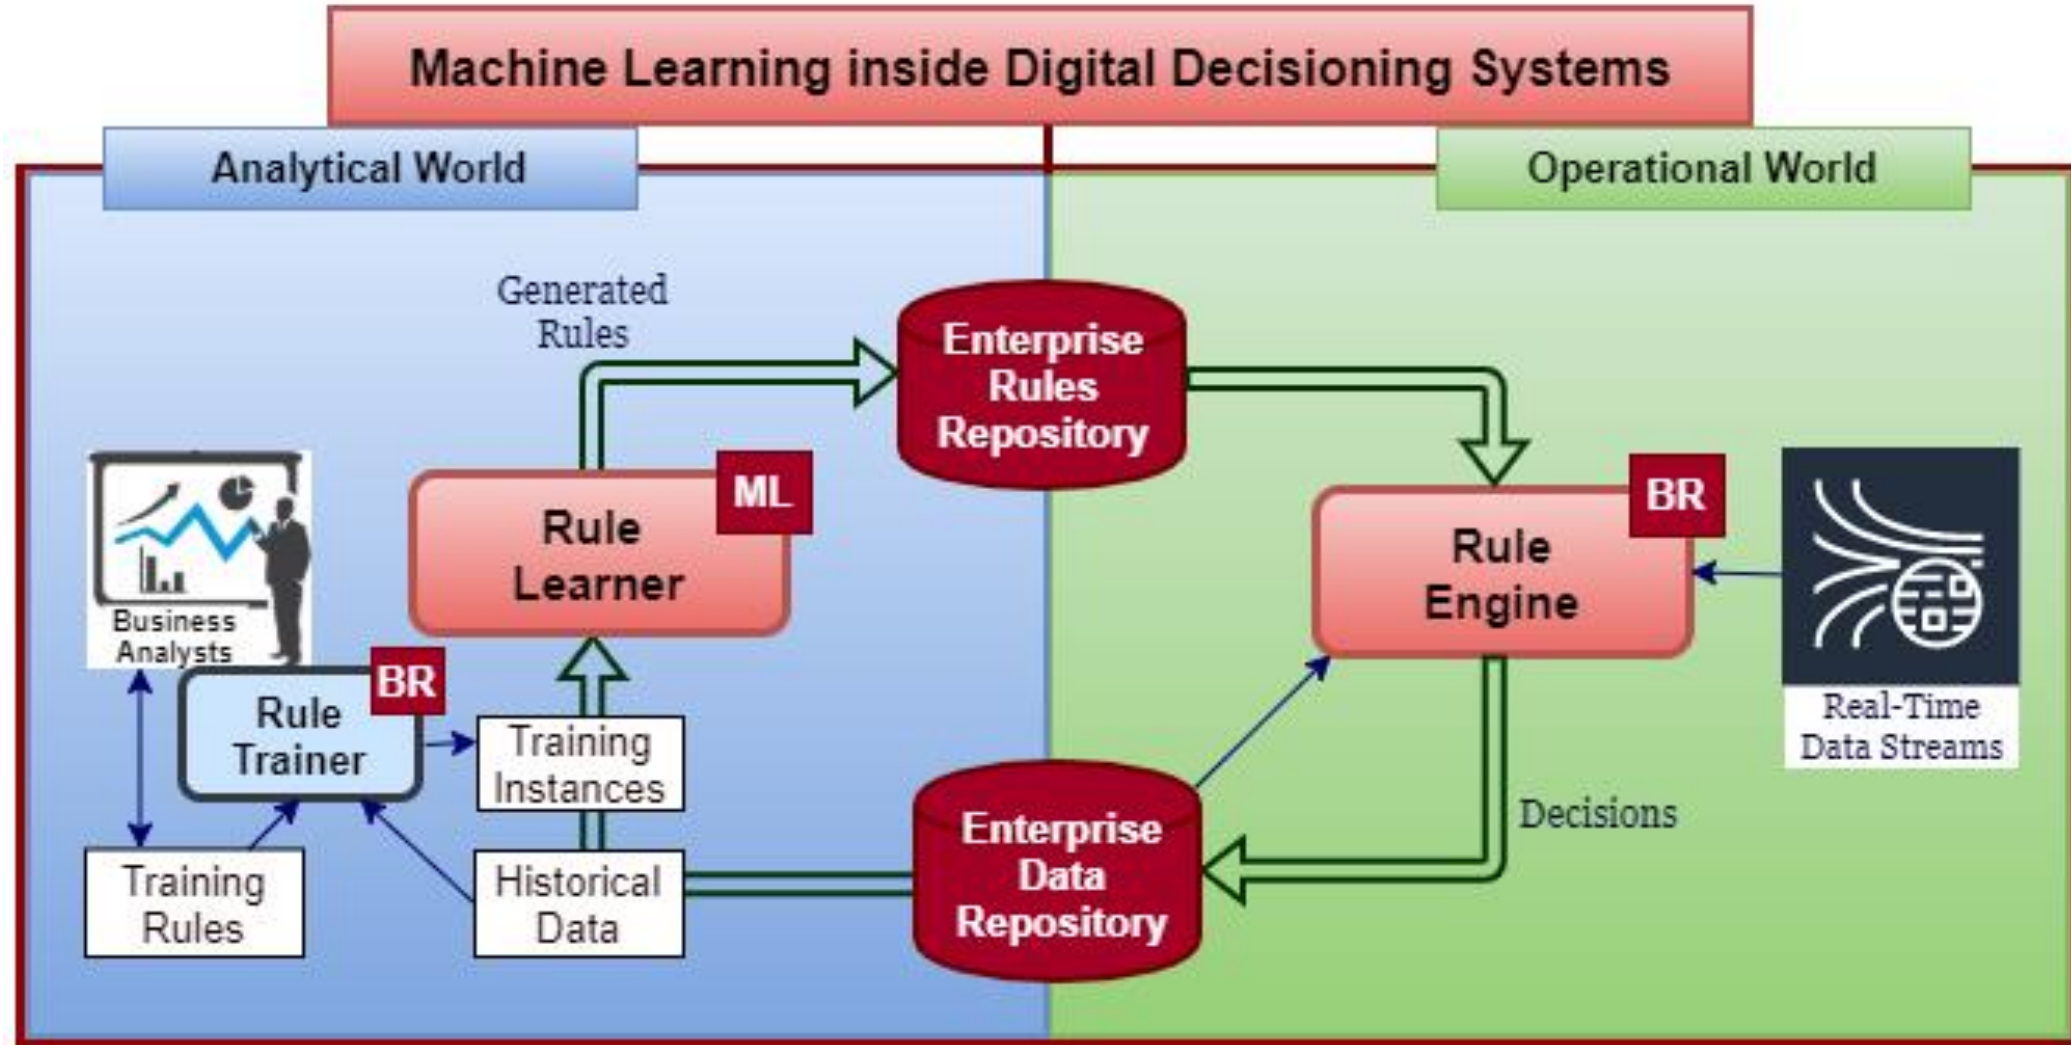 Machine Learning inside Digital Decisioning Systems
Analytical World
Operational World
Generated
Rules
Enterprise
Rules
Repository
ML
Rule
Learner
BR
Rule
Engine
Business
Analysts
BR
Rule
Trainer
Training
Instances
Real-Time
Data Streams
Decisions
Training
Rules
Historical
Data
Enterprise
Data
Repository